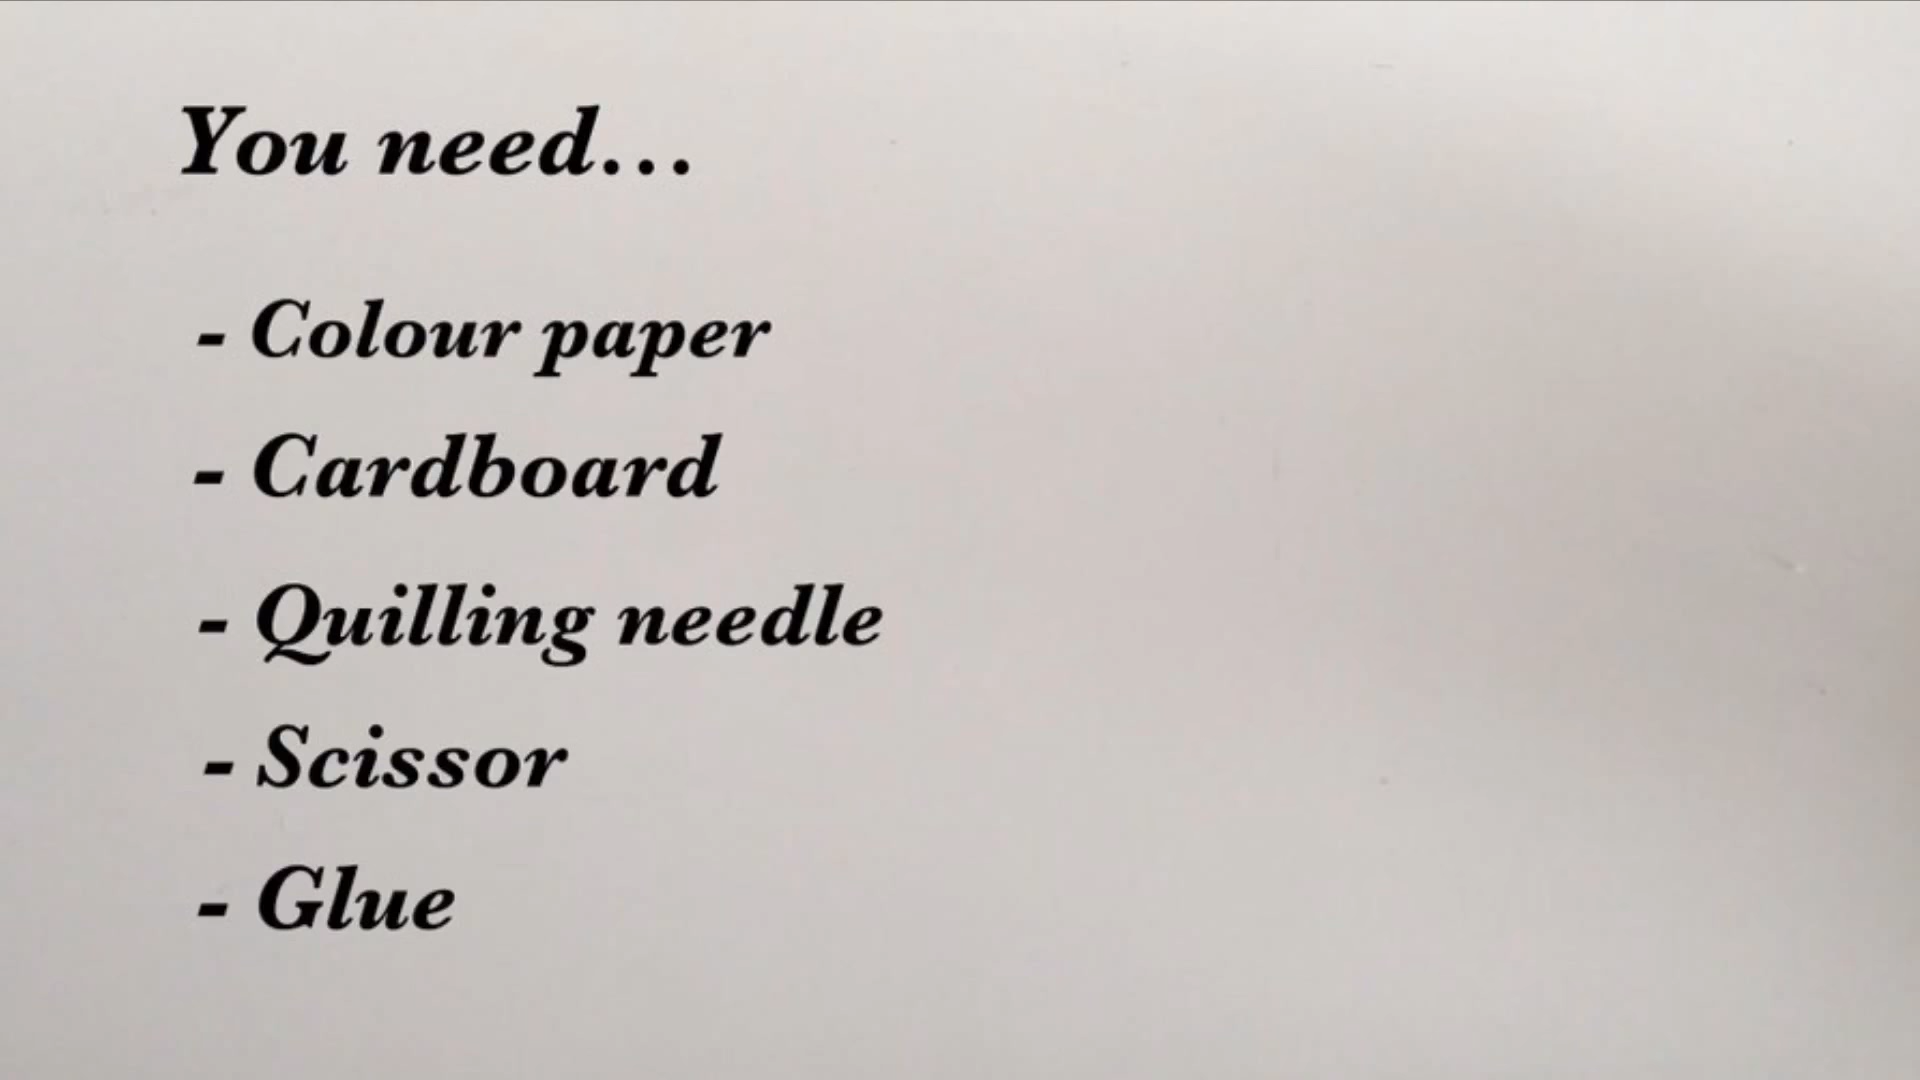 You need...
- Colour paper
- Cardboard
- Quilling needle
- Scissor
- Glue